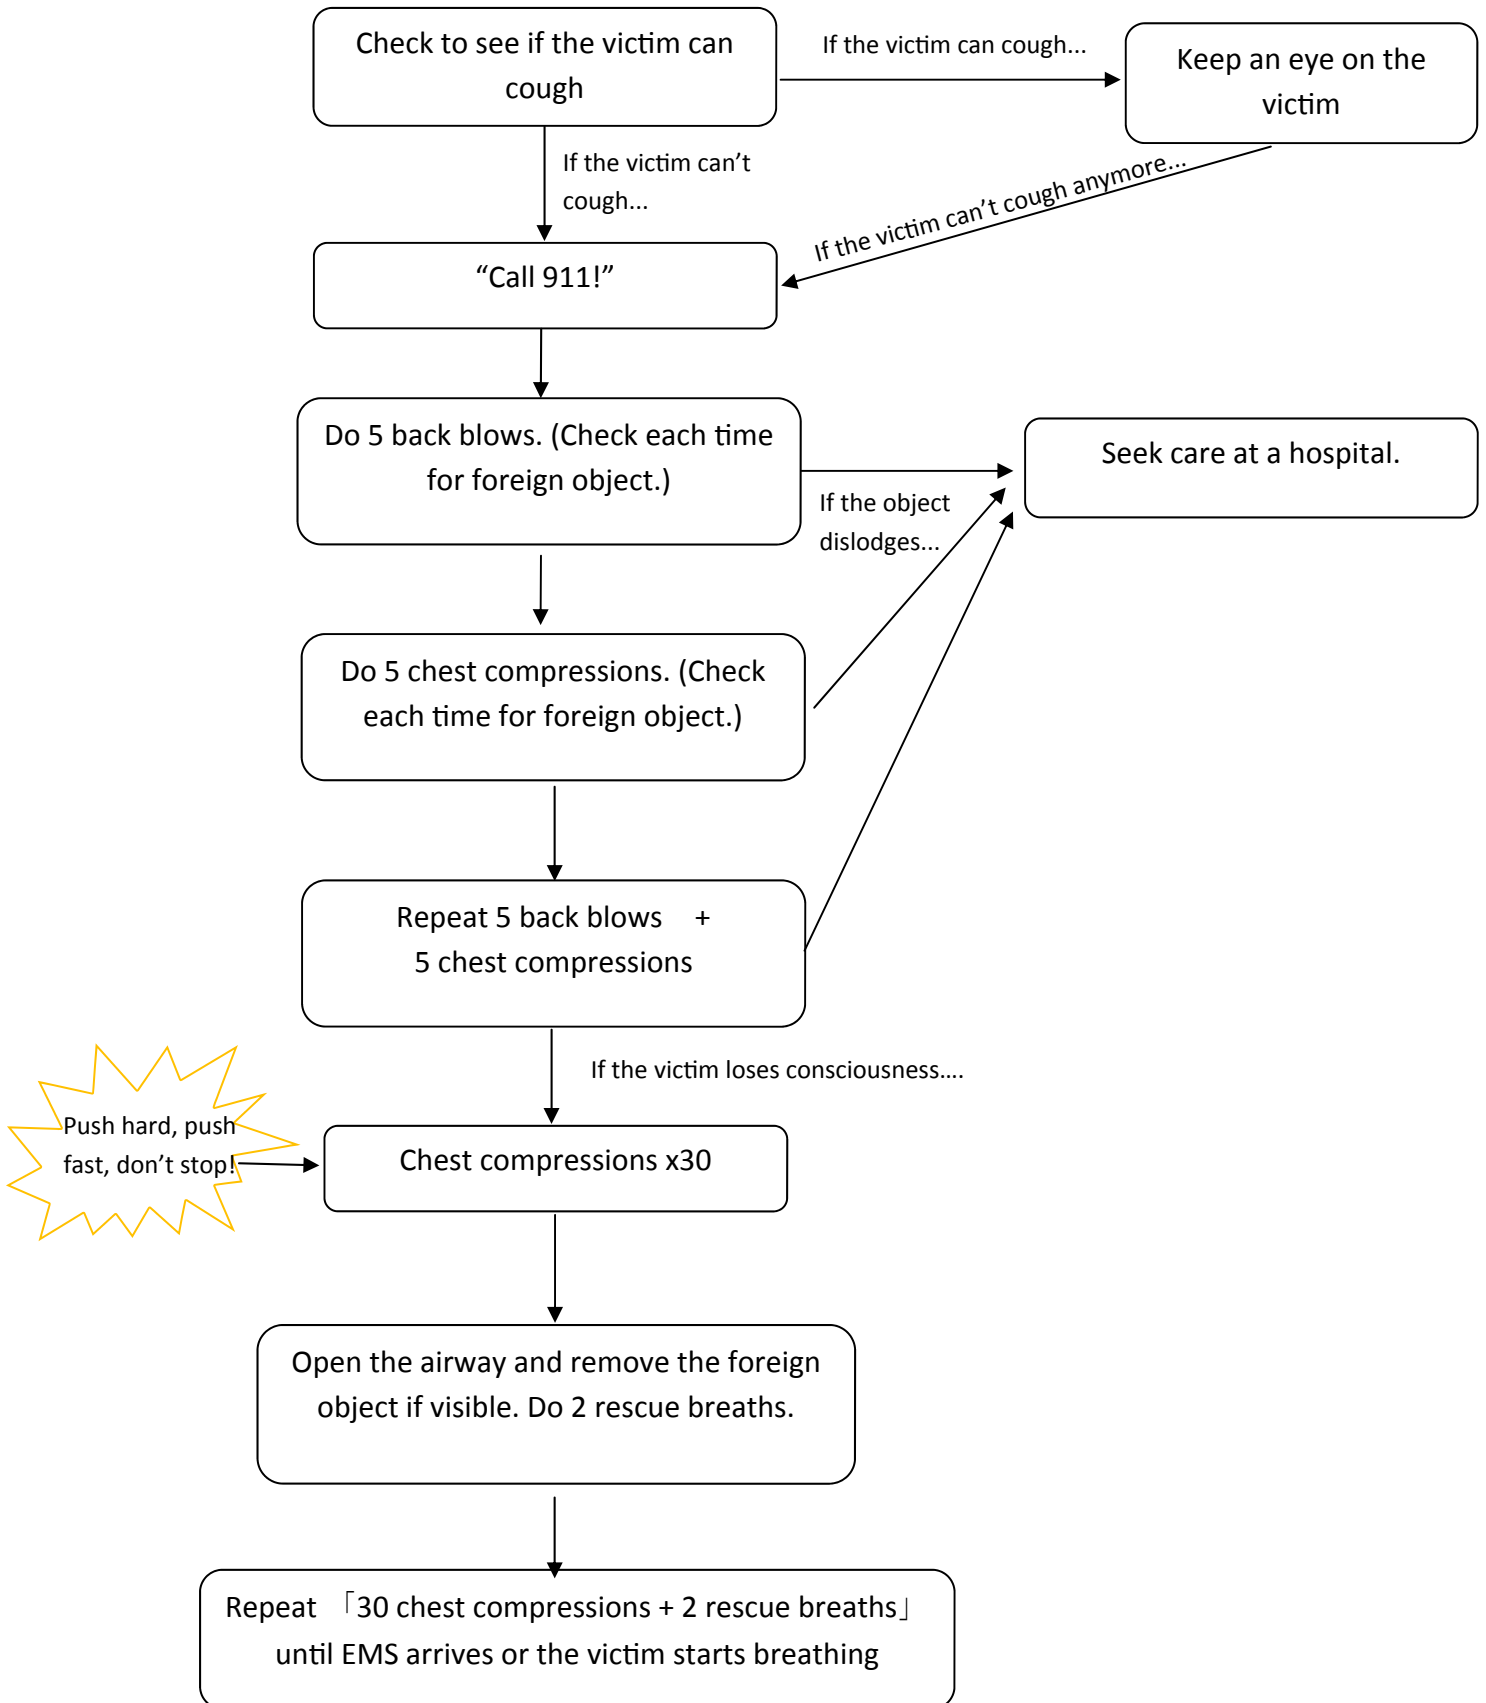 Check to see if the victim can
cough
If the victim can cough...
Keep an eye on the
victim
If the victim can't
cough...
If the victim can't cough anymore...
“Call 911!”
Do 5 back blows. (Check each time
for foreign object.)
If the object
dislodges...
Seek care at a hospital.
Do 5 chest compressions. (Check
each time for foreign object.)
Repeat 5 back blows +
5 chest compressions
If the victim loses consciousness....
Push hard, push
fast, don't stop!
Chest compressions x30
Open the airway and remove the foreign
object if visible. Do 2 rescue breaths.
Repeat 「30 chest compressions + 2 rescue breaths」
until EMS arrives or the victim starts breathing